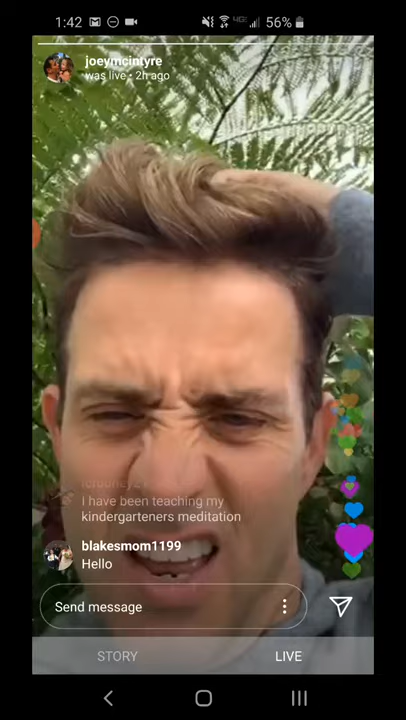 1:42
56%
joeymcintyre
was live • 2h ago
I have been teaching my
kindergarteners meditation
blakesmom1199
Hello
Send message
STORY
LIVE